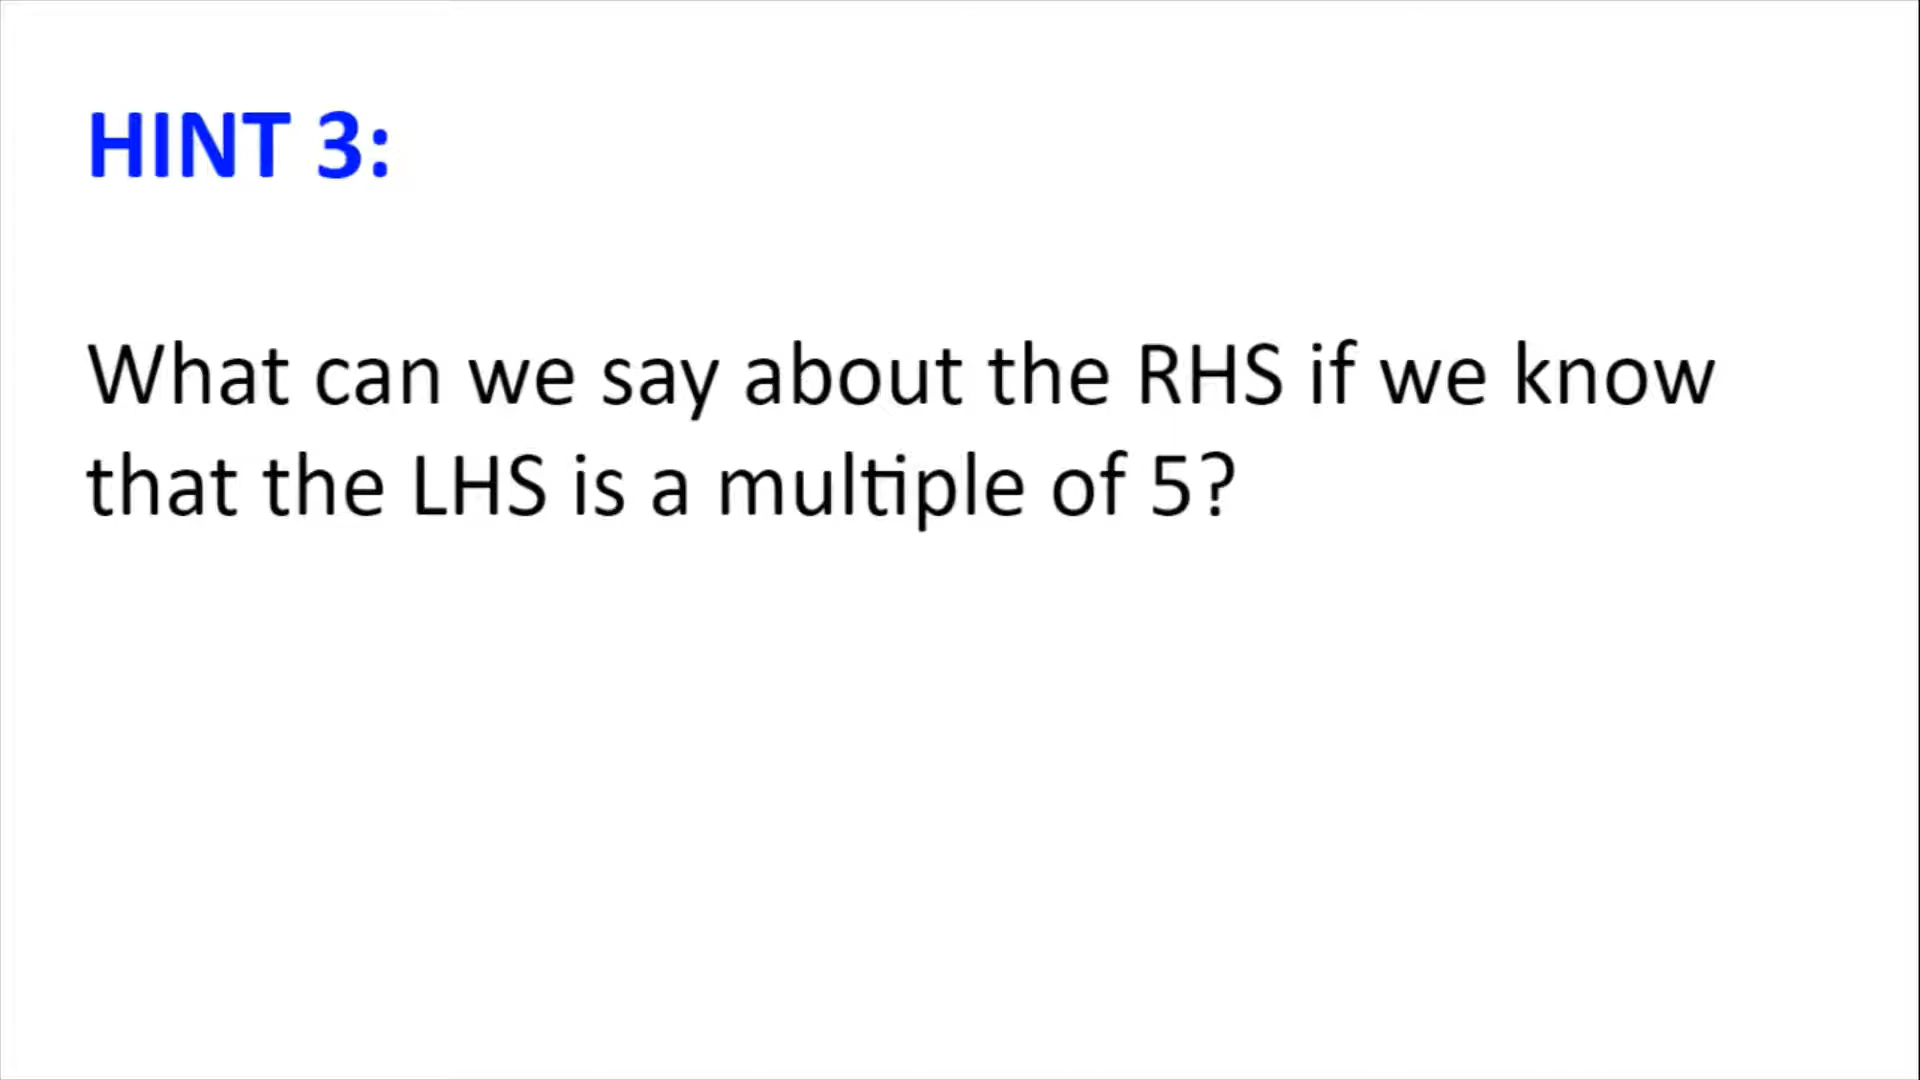 HINT 3:
What can we say about the RHS if we know
that the LHS is a multiple of 5?